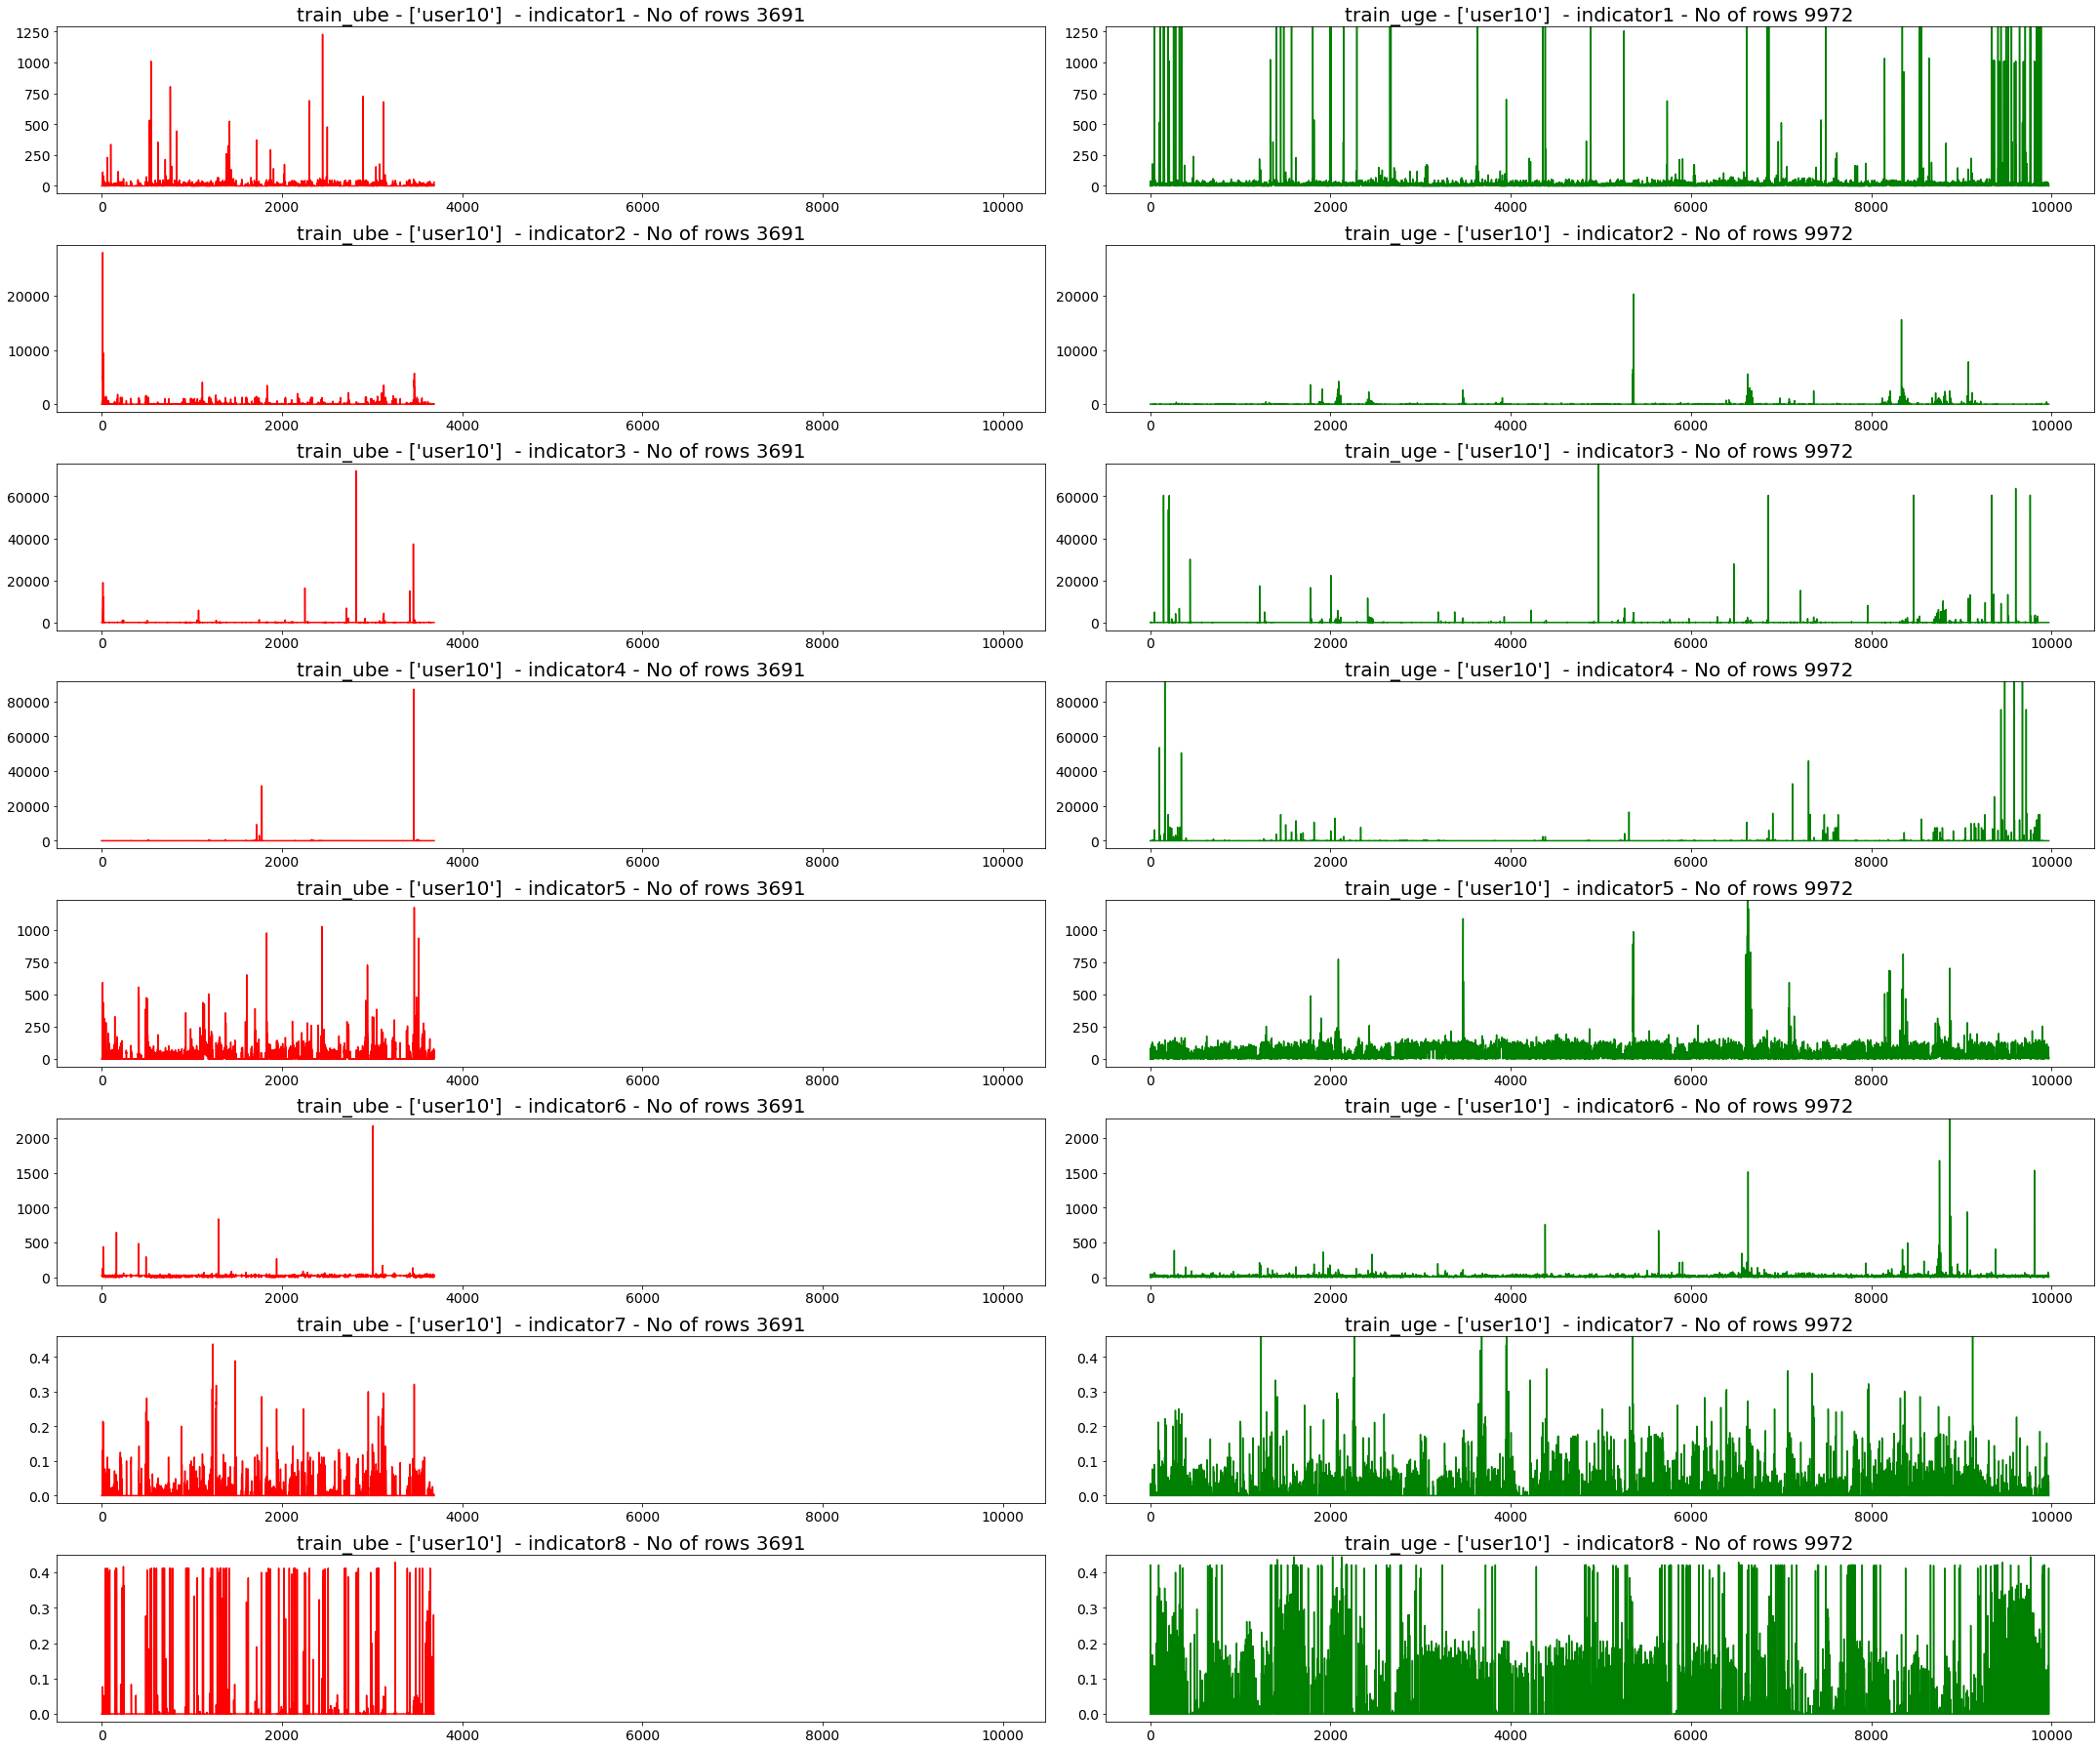 train_ube - ['user10']  - indicator1 - No of rows 3691
1250
1000
750
500
250
0
0 2000 4000 6000 8000 10000
train_uge - ['user10']  - indicator1 - No of rows 9972
1250
1000
750
500
250
0
0 2000 4000 6000 8000 10000
train_ube - ['user10']  - indicator2 - No of rows 3691
20000
10000
0
0 2000 4000 6000 8000 10000
train_uge - ['user10']  - indicator2 - No of rows 9972
20000
10000
0
0 2000 4000 6000 8000 10000
train_ube - ['user10']  - indicator3 - No of rows 3691
60000
40000
20000
0
0 2000 4000 6000 8000 10000
train_uge - ['user10']  - indicator3 - No of rows 9972
60000
40000
20000
0
0 2000 4000 6000 8000 10000
train_ube - ['user10']  - indicator4 - No of rows 3691
80000
60000
40000
20000
0
0 2000 4000 6000 8000 10000
train_uge - ['user10']  - indicator4 - No of rows 9972
80000
60000
40000
20000
0
0 2000 4000 6000 8000 10000
train_ube - ['user10']  - indicator5 - No of rows 3691
1000
750
500
250
0
0 2000 4000 6000 8000 10000
train_uge - ['user10']  - indicator5 - No of rows 9972
1000
750
500
250
0
0 2000 4000 6000 8000 10000
train_ube - ['user10']  - indicator6 - No of rows 3691
2000
1500
1000
500
0
0 2000 4000 6000 8000 10000
train_uge - ['user10']  - indicator6 - No of rows 9972
2000
1500
1000
500
0
0 2000 4000 6000 8000 10000
train_ube - ['user10']  - indicator7 - No of rows 3691
0.4
0.3
0.2
0.1
0.0
0 2000 4000 6000 8000 10000
train_uge - ['user10']  - indicator7 - No of rows 9972
0.4
0.3
0.2
0.1
0.0
0 2000 4000 6000 8000 10000
train_ube - ['user10']  - indicator8 - No of rows 3691
0.4
0.3
0.2
0.1
0.0
0 2000 4000 6000 8000 10000
train_uge - ['user10']  - indicator8 - No of rows 9972
0.4
0.3
0.2
0.1
0.0
0 2000 4000 6000 8000 10000